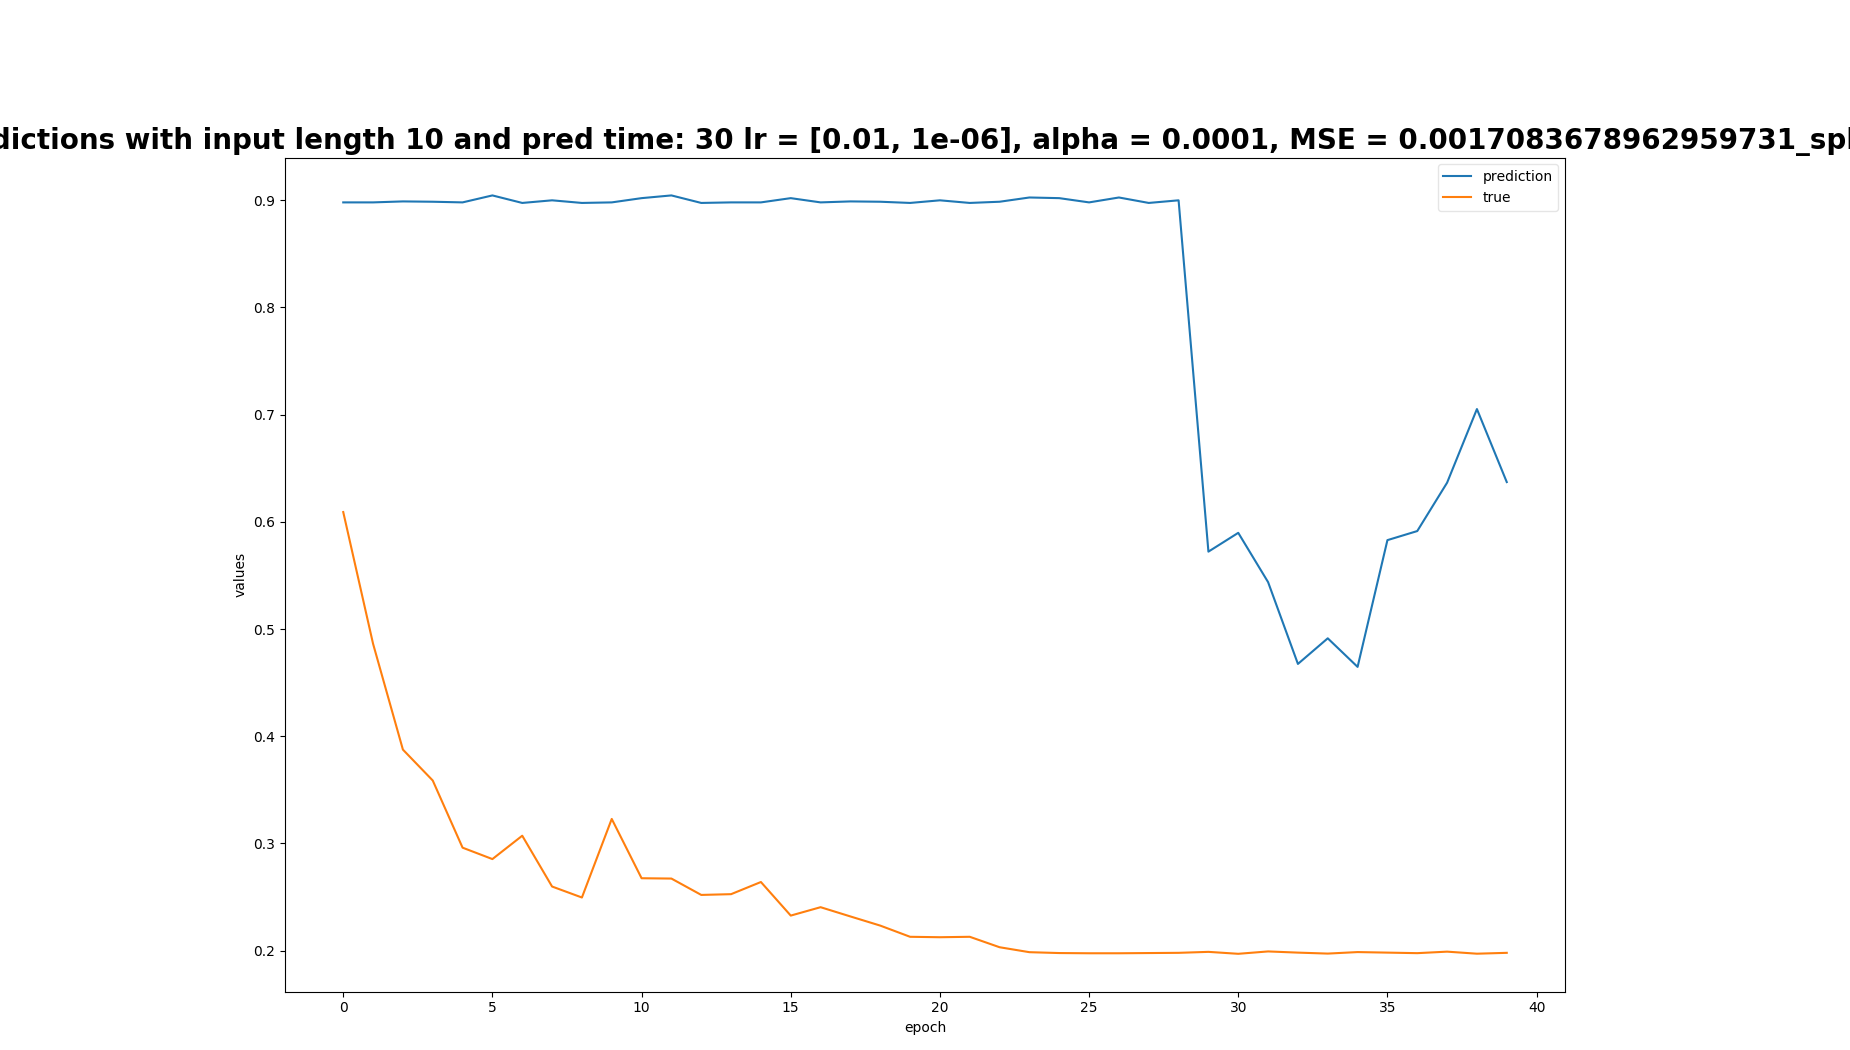 dictions with input length 10 and pred time: 30 lr = [0.01, 1e-06], alpha = 0.0001, MSE = 0.0017083678962959731_spl
prediction
true
0.9
0.8
0.7
0.6
0.5
0.4
0.3
0.2
values
0 5 10 15 20 25 30 35 40
epoch